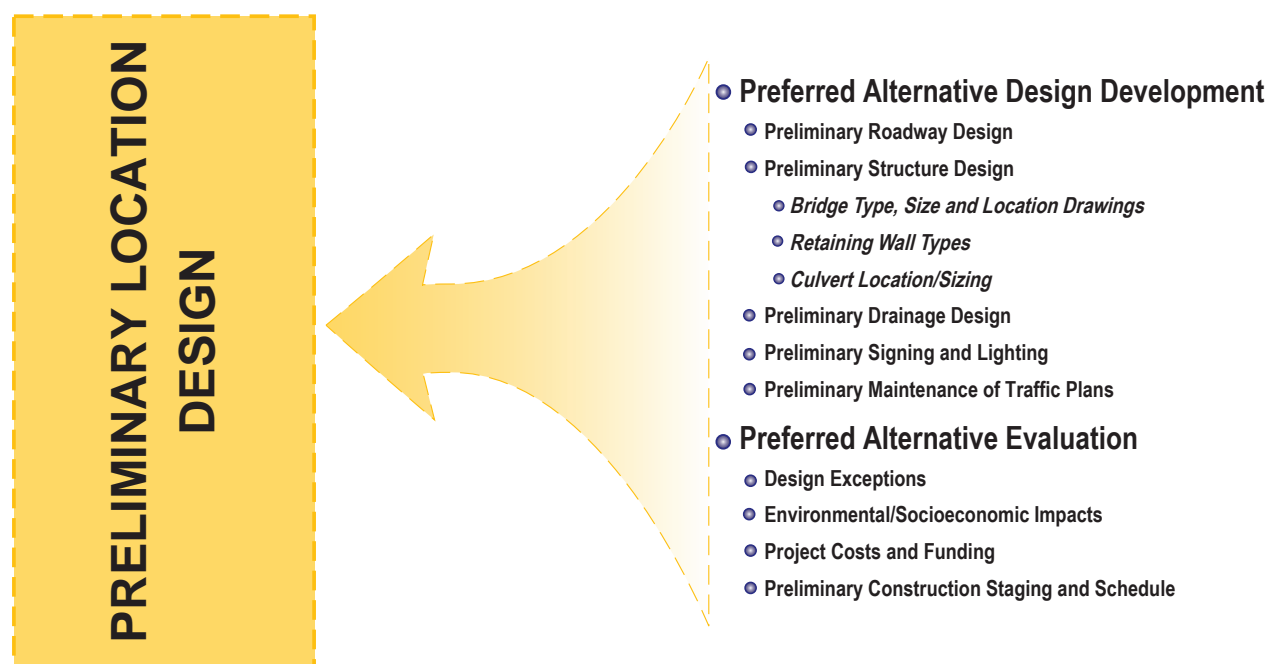 PRELIMINARY LOCATION
DESIGN
Preferred Alternative Design Development
Preliminary Roadway Design
Preliminary Structure Design
Bridge Type, Size and Location Drawings
Retaining Wall Types
Culvert Location/Sizing
Preliminary Drainage Design
Preliminary Signing and Lighting
Preliminary Maintenance of Traffic Plans
Preferred Alternative Evaluation
Design Exceptions
Environmental/Socioeconomic Impacts
Project Costs and Funding
Preliminary Construction Staging and Schedule